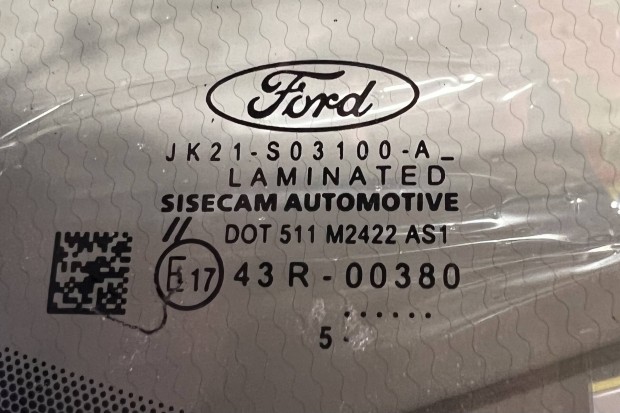 Ford
JK21-S03100-A_
LAMINATED
SISECAM AUTOMOTIVE
// DOT 511 M2422 AS1
E17 43R-00380
......
5.